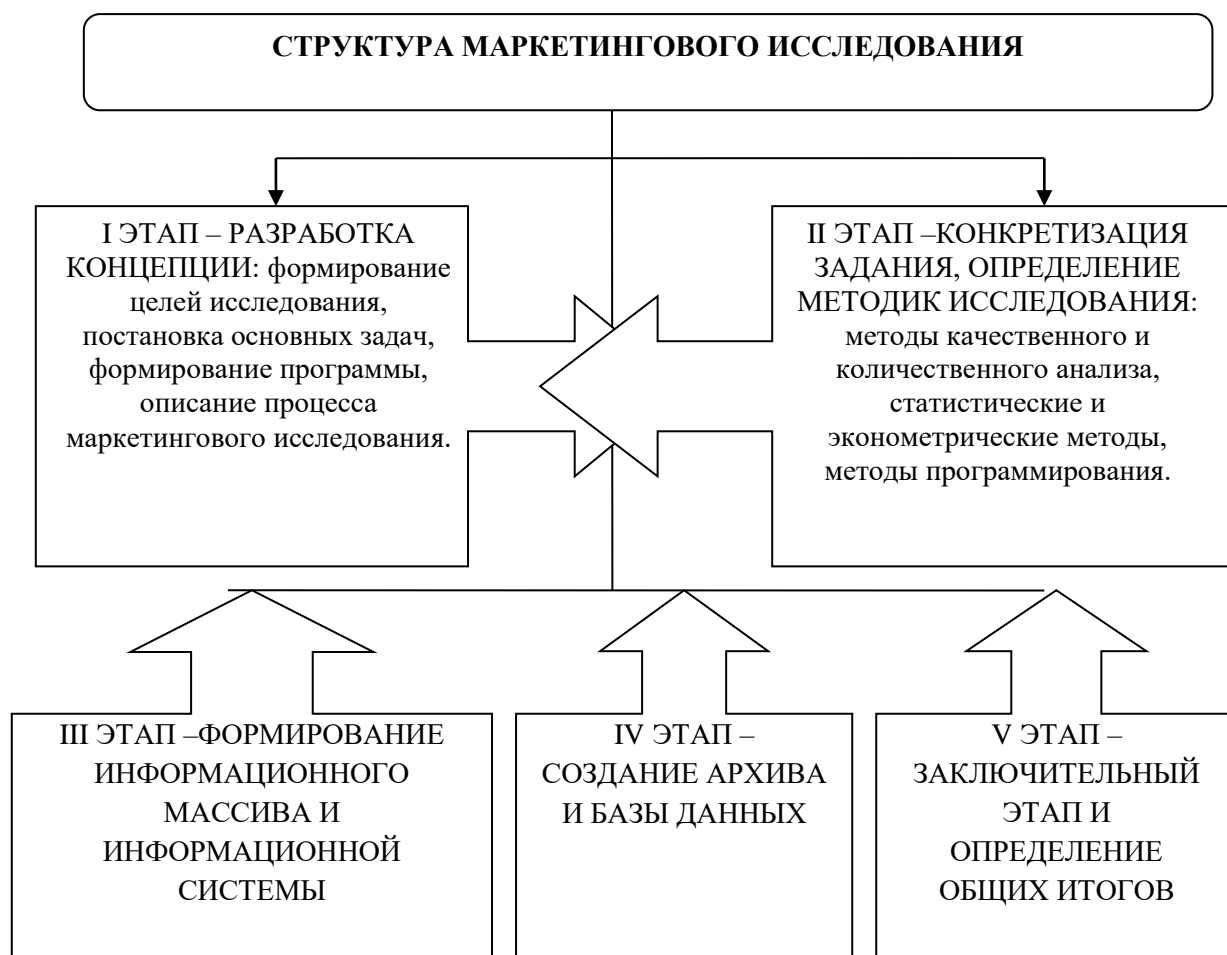 СТРУКТУРА МАРКЕТИНГОВОГО ИССЛЕДОВАНИЯ
I ЭТАП – РАЗРАБОТКА
КОНЦЕПЦИИ: формирование
целей исследования,
постановка основных задач,
формирование программы,
описание процесса
маркетингового исследования.
II ЭТАП –КОНКРЕТИЗАЦИЯ
ЗАДАНИЯ, ОПРЕДЕЛЕНИЕ
МЕТОДИК ИССЛЕДОВАНИЯ:
методы качественного и
количественного анализа,
статистические и
эконометрические методы,
методы программирования.
III ЭТАП –ФОРМИРОВАНИЕ
ИНФОРМАЦИОННОГО
МАССИВА И
ИНФОРМАЦИОННОЙ
СИСТЕМЫ
IV ЭТАП –
СОЗДАНИЕ АРХИВА
И БАЗЫ ДАННЫХ
V ЭТАП –
ЗАКЛЮЧИТЕЛЬНЫЙ
ЭТАП И
ОПРЕДЕЛЕНИЕ
ОБЩИХ ИТОГОВ